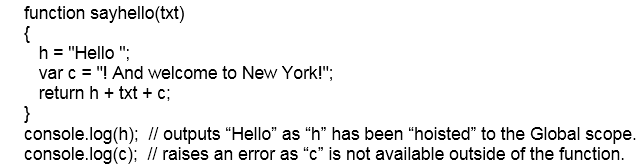 function sayhello(txt)
{
h = "Hello ";
var c = "! And welcome to New York!";
return h + txt + c;
}
console.log(h);  // outputs “Hello” as “h” has been “hoisted” to the Global scope.
console.log(c);  // raises an error as “c” is not available outside of the function.